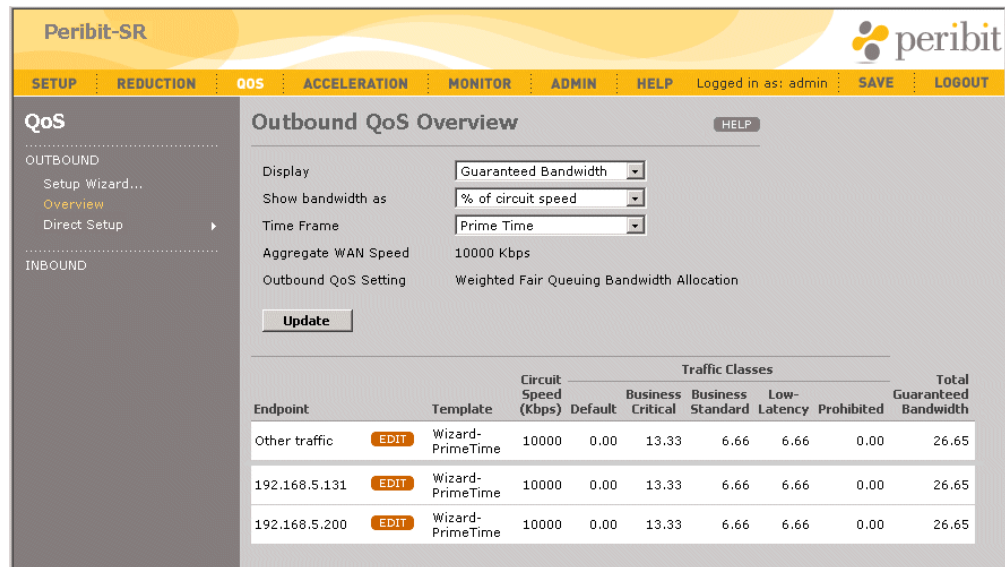 Peribit-SR
peribit
SETUP REDUCTION QOS ACCELERATION MONITOR ADMIN HELP Logged in as: admin SAVE LOGOUT
QoS
OUTBOUND
Setup Wizard...
Overview
Direct Setup
INBOUND
Outbound QoS Overview HELP
Display Guaranteed Bandwidth
Show bandwidth as % of circuit speed
Time Frame Prime Time
Aggregate WAN Speed 10000 Kbps
Outbound QoS Setting Weighted Fair Queuing Bandwidth Allocation
Update
Traffic Classes
Endpoint Template Circuit Speed (Kbps) Default Business Critical Business Standard Low-Latency Prohibited Total Guaranteed Bandwidth
Other traffic EDIT Wizard-PrimeTime 10000 0.00 13.33 6.66 6.66 0.00 26.65
192.168.5.131 EDIT Wizard-PrimeTime 10000 0.00 13.33 6.66 6.66 0.00 26.65
192.168.5.200 EDIT Wizard-PrimeTime 10000 0.00 13.33 6.66 6.66 0.00 26.65